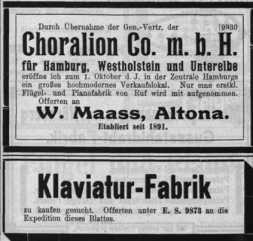 Durch Übernahme der Gen.-Vertr. der [9930
Choralion Co. m. b. H.
für Hamburg, Westholstein und Unterelbe
eröffne ich zum 1. Oktober d. J. in der Zentrale Hamburgs
ein großes hochmodernes Verkaufslokal. Nur eine erstkl.
Flügel- und Pianofabrik von Ruf wird mit aufgenommen.
Offerten an
W. Maass, Altona.
Etabliert seit 1891.
Klaviatur-Fabrik
zu kaufen gesucht. Offerten unter E. S. 9873 an die
Expedition dieses Blattes.